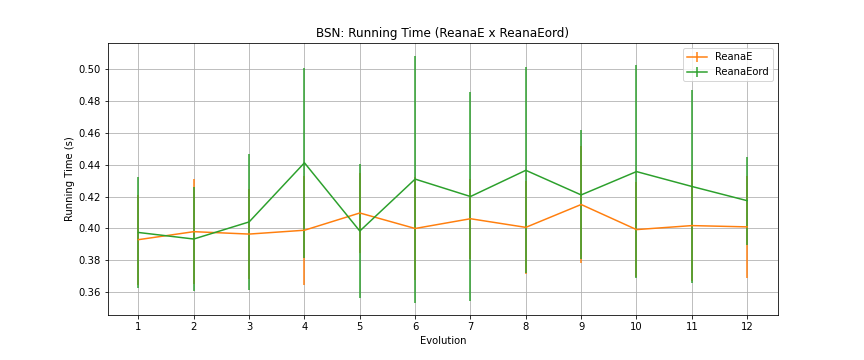 BSN: Running Time (ReanaE x ReanaEord)
ReanaE
ReanaEord
Running Time (s)
0.50
0.48
0.46
0.44
0.42
0.40
0.38
0.36
1 2 3 4 5 6 7 8 9 10 11 12
Evolution